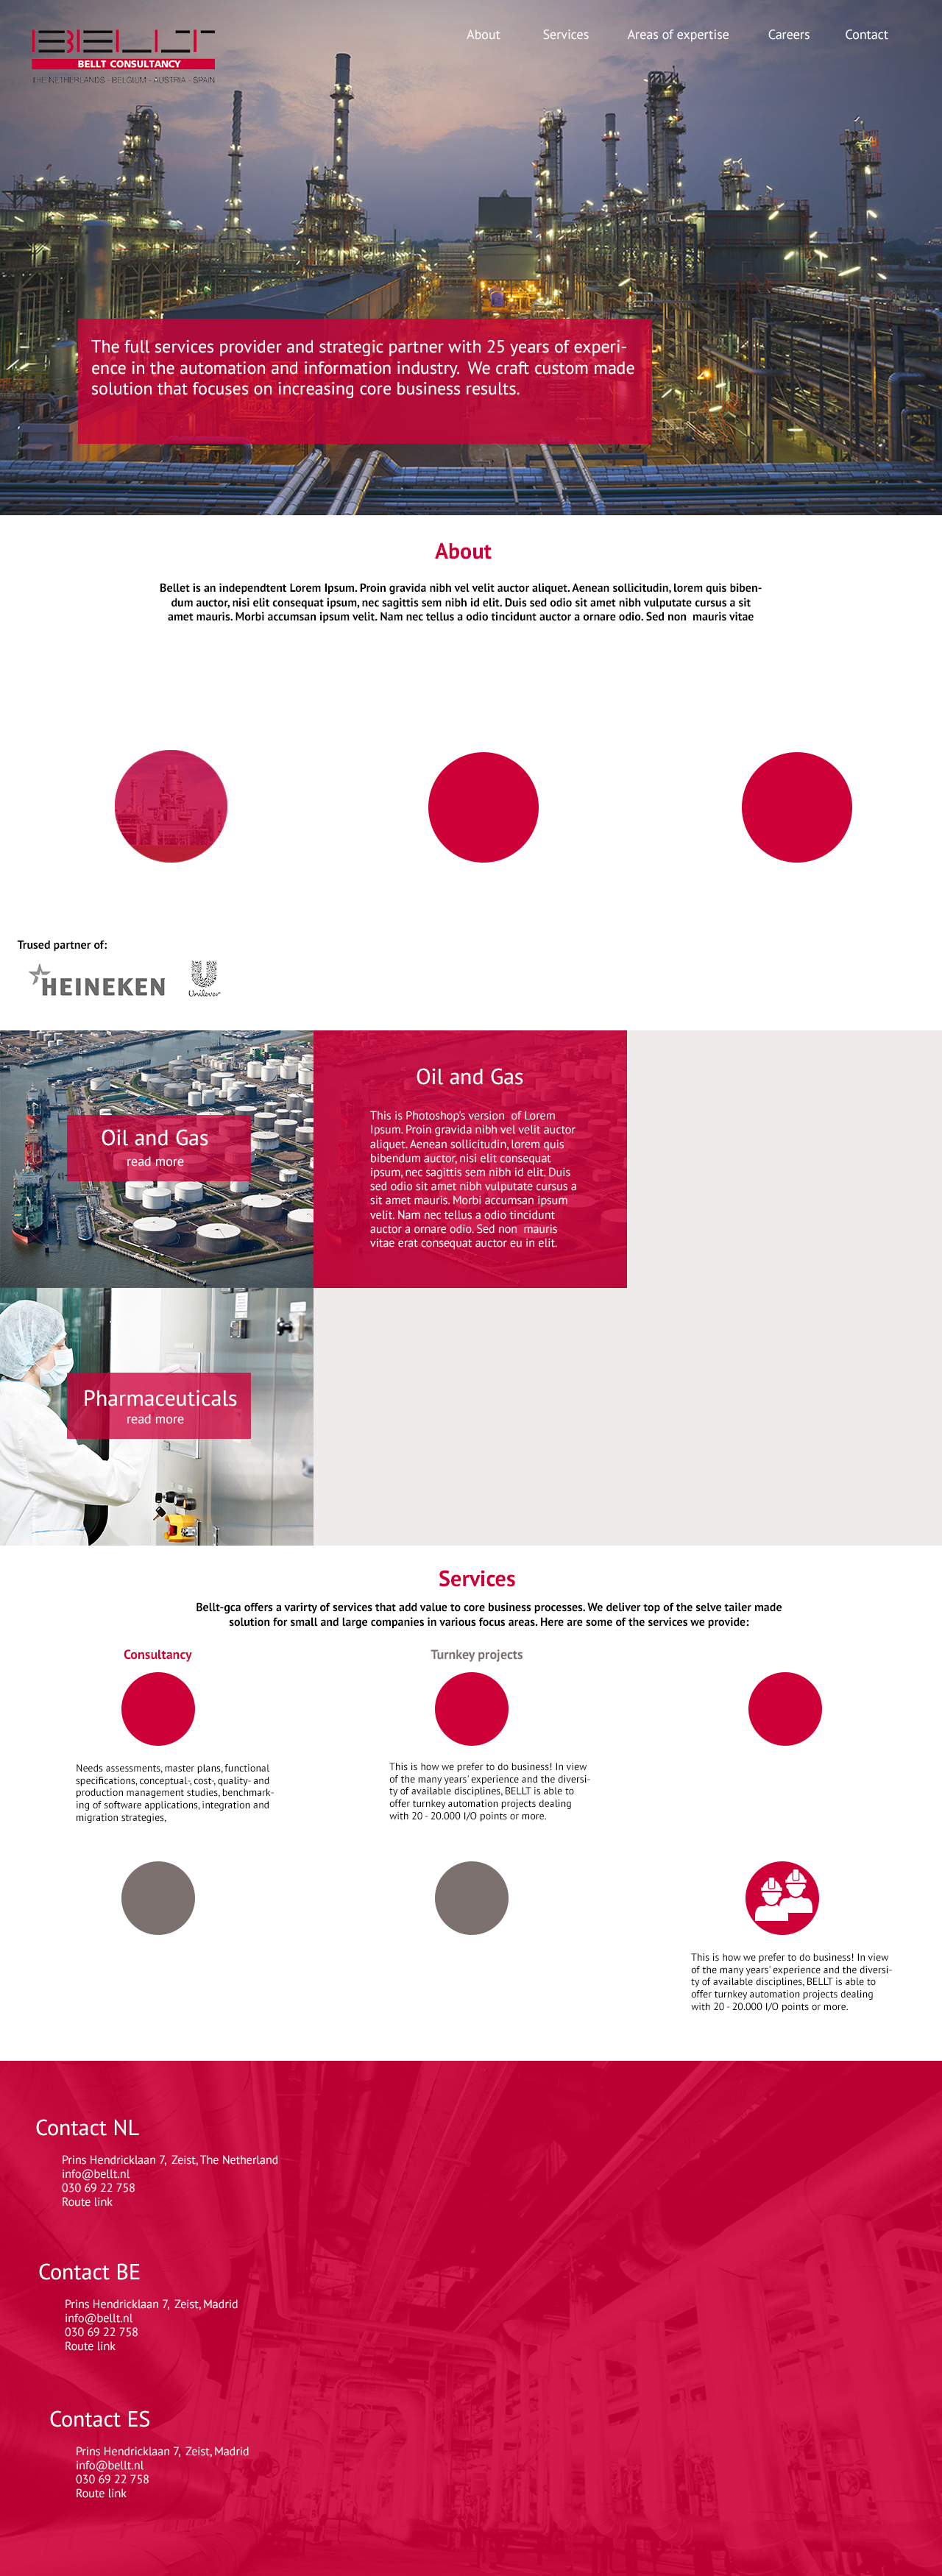 BELLT
BELLT CONSULTANCY
THE NETHERLANDS - BELGIUM - AUSTRIA - SPAIN
About Services Areas of expertise Careers Contact
The full services provider and strategic partner with 25 years of experi-
ence in the automation and information industry. We craft custom made
solution that focuses on increasing core business results.
About
Bellet is an independtent Lorem Ipsum. Proin gravida nibh vel velit auctor aliquet. Aenean sollicitudin, lorem quis biben-
dum auctor, nisi elit consequat ipsum, nec sagittis sem nibh id elit. Duis sed odio sit amet nibh vulputate cursus a sit
amet mauris. Morbi accumsan ipsum velit. Nam nec tellus a odio tincidunt auctor a ornare odio. Sed non mauris vitae
Trused partner of:
HEINEKEN
Unilever
Oil and Gas
read more
Oil and Gas
This is Photoshop's version of Lorem
Ipsum. Proin gravida nibh vel velit auctor
aliquet. Aenean sollicitudin, lorem quis
bibendum auctor, nisi elit consequat
ipsum, nec sagittis sem nibh id elit. Duis
sed odio sit amet nibh vulputate cursus a
sit amet mauris. Morbi accumsan ipsum
velit. Nam nec tellus a odio tincidunt
auctor a ornare odio. Sed non mauris
vitae erat consequat auctor eu in elit.
Pharmaceuticals
read more
Services
Bellt-gca offers a varirty of services that add value to core business processes. We deliver top of the selve tailer made
solution for small and large companies in various focus areas. Here are some of the services we provide:
Consultancy
Needs assessments, master plans, functional
specifications, conceptual-, cost-, quality- and
production management studies, benchmark-
ing of software applications, integration and
migration strategies,
Turnkey projects
This is how we prefer to do business! In view
of the many years' experience and the diversi-
ty of available disciplines, BELLT is able to
offer turnkey automation projects dealing
with 20 - 20.000 I/O points or more.
This is how we prefer to do business! In view
of the many years' experience and the diversi-
ty of available disciplines, BELLT is able to
offer turnkey automation projects dealing
with 20 - 20.000 I/O points or more.
Contact NL
Prins Hendricklaan 7, Zeist, The Netherland
info@bellt.nl
030 69 22 758
Route link
Contact BE
Prins Hendricklaan 7, Zeist, Madrid
info@bellt.nl
030 69 22 758
Route link
Contact ES
Prins Hendricklaan 7, Zeist, Madrid
info@bellt.nl
030 69 22 758
Route link